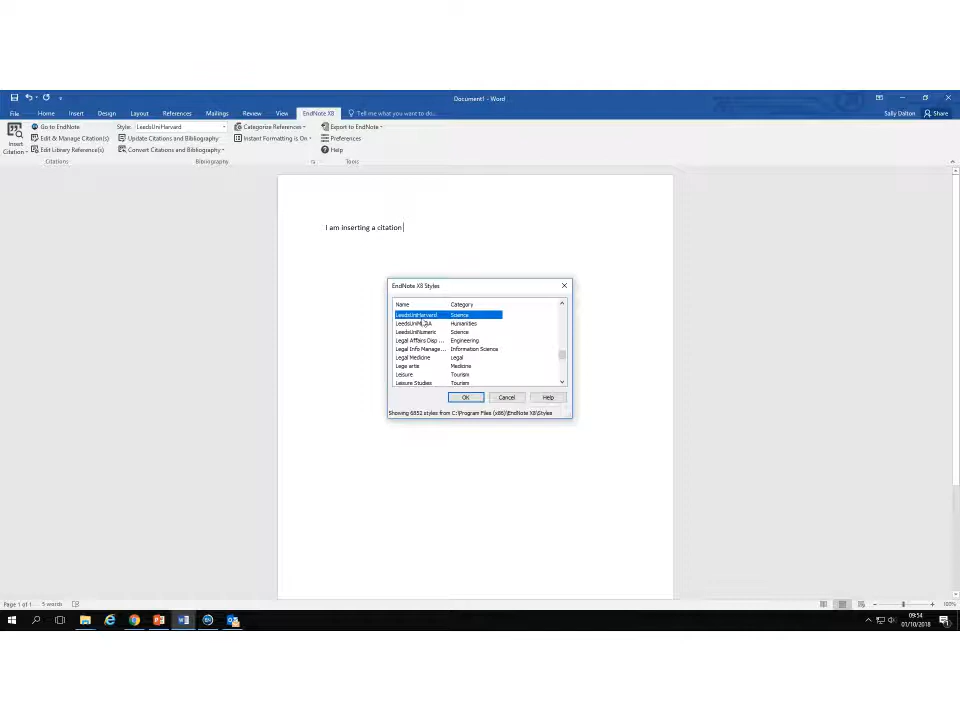 Document1 - Word
File Home Insert Design Layout References Mailings Review View EndNote X8 Tell me what you want to do... Sally Dalton Share
Go to EndNote Style: LeedsUniHarvard Categorize References Export to EndNote
Edit & Manage Citation(s) Update Citations and Bibliography Instant Formatting is On Preferences
Insert Citation Edit Library Reference(s) Convert Citations and Bibliography Help
Citations Bibliography Tools
I am inserting a citation
EndNote X8 Styles
Name Category
LeedsUniHarvard Science
LeedsUniMLA Humanities
LeedsUniNumeric Science
Legal Affairs Disp ... Engineering
Legal Info Manage... Information Science
Legal Medicine Legal
Lege artis Medicine
Leisure Tourism
Leisure Studies Tourism
OK Cancel Help
Showing 6852 styles from C:\Program Files (x86)\EndNote X8\Styles
Page 1 of 1 5 words 100%
09:54
01/10/2018